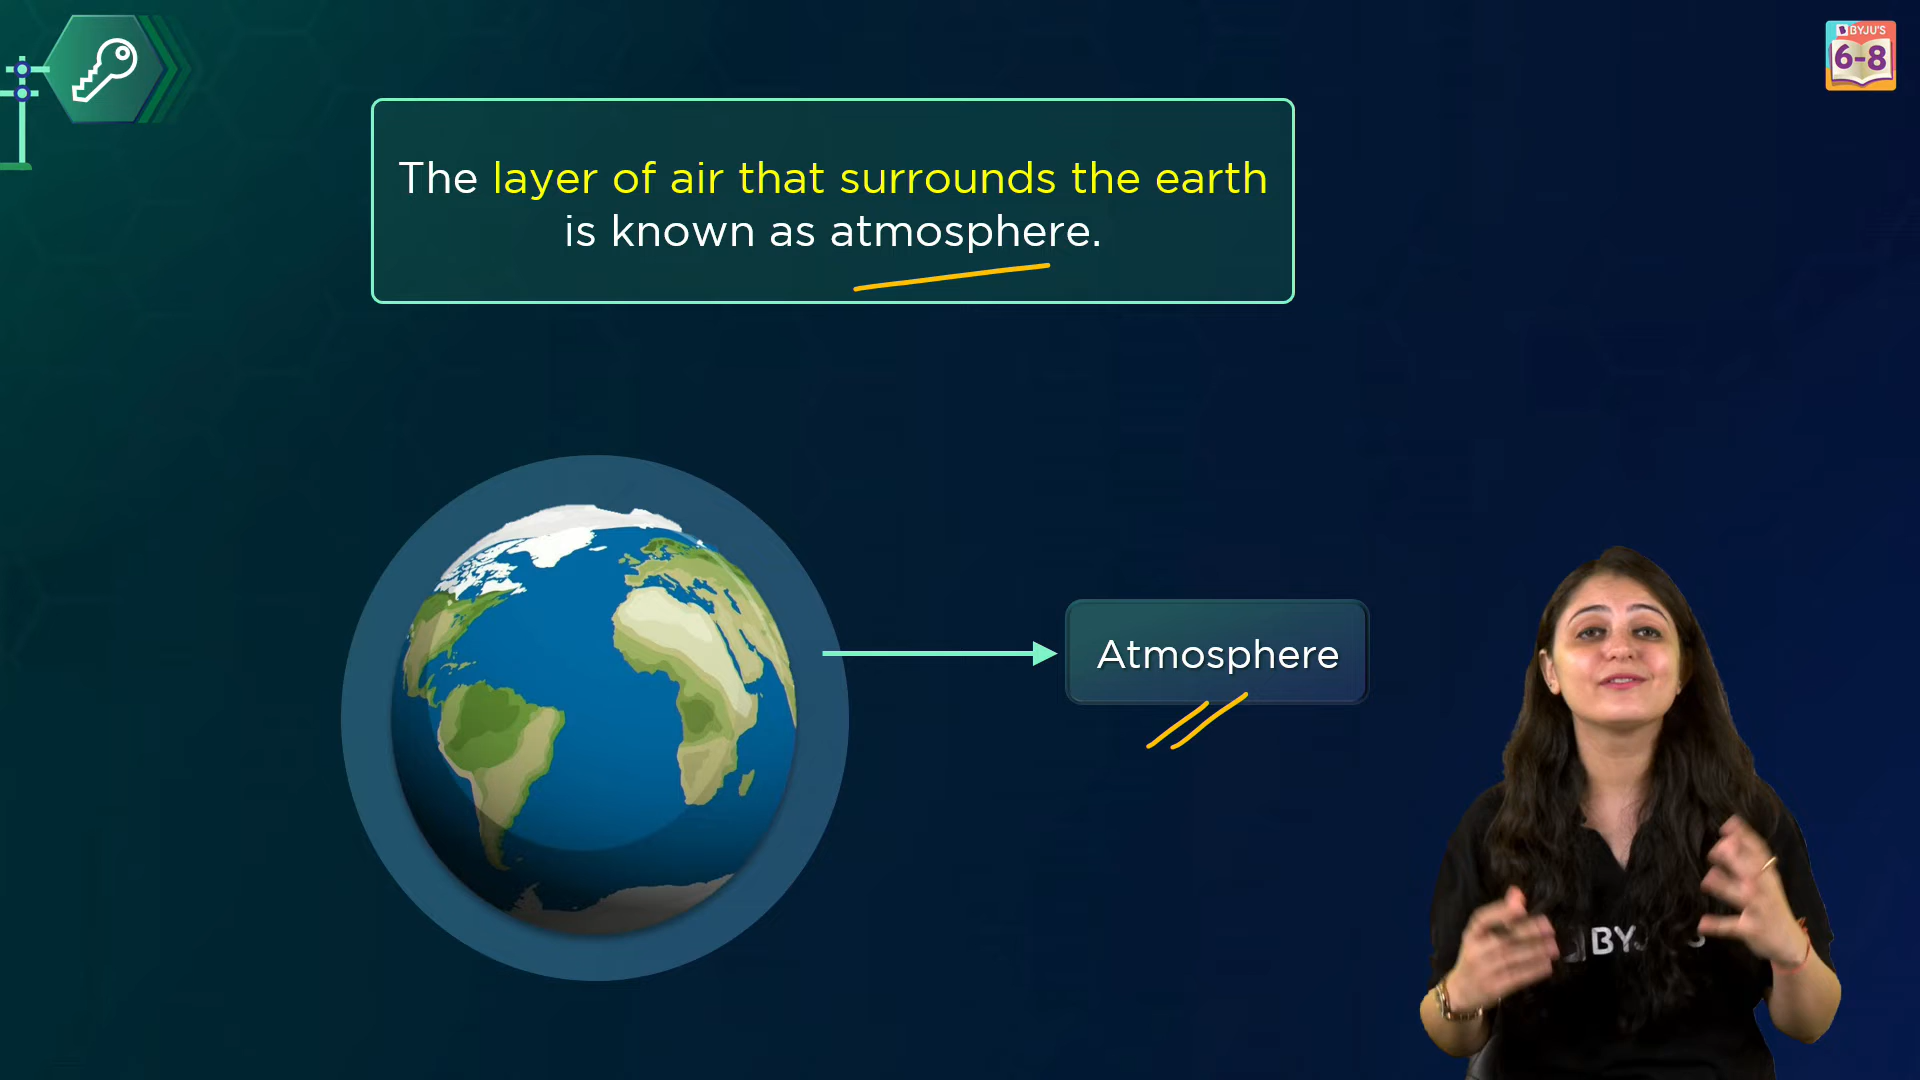 BYJU'S
6-8
The layer of air that surrounds the earth
is known as atmosphere.
Atmosphere
BY
S